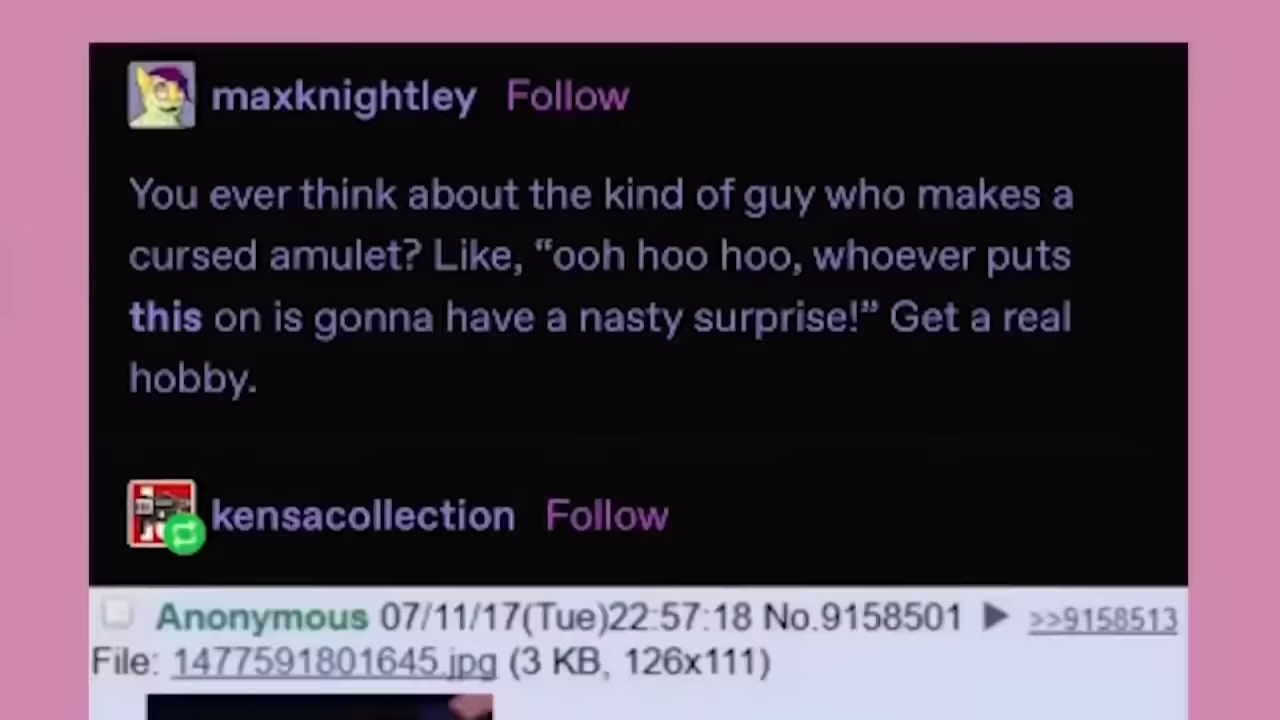 maxknightley Follow
You ever think about the kind of guy who makes a
cursed amulet? Like, “ooh hoo hoo, whoever puts
this on is gonna have a nasty surprise!” Get a real
hobby.
kensacollection Follow
Anonymous 07/11/17(Tue)22:57:18 No.9158501 ▶ >>9158513
File: 1477591801645.jpg (3 KB, 126x111)